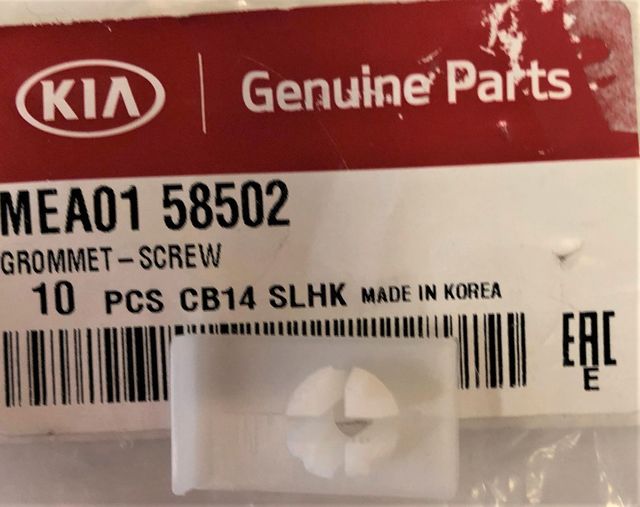 KIA Genuine Parts
MEA01 58502
GROMMET-SCREW
10 PCS CB14 SLHK MADE IN KOREA
EAC
E